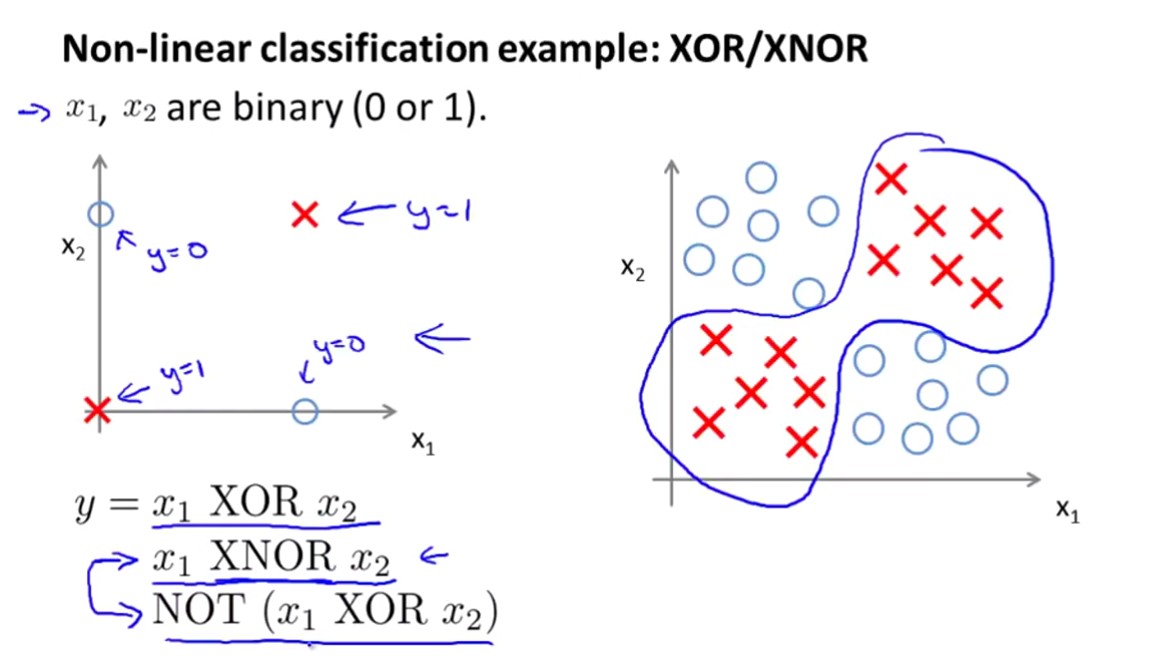 Non-linear classification example: XOR/XNOR
→ x₁, x₂ are binary (0 or 1).
x₂
y=0
y=1
y=1
y=0
x₁
y = x₁ XOR x₂
x₁ XNOR x₂
NOT (x₁ XOR x₂)
x₂
x₁